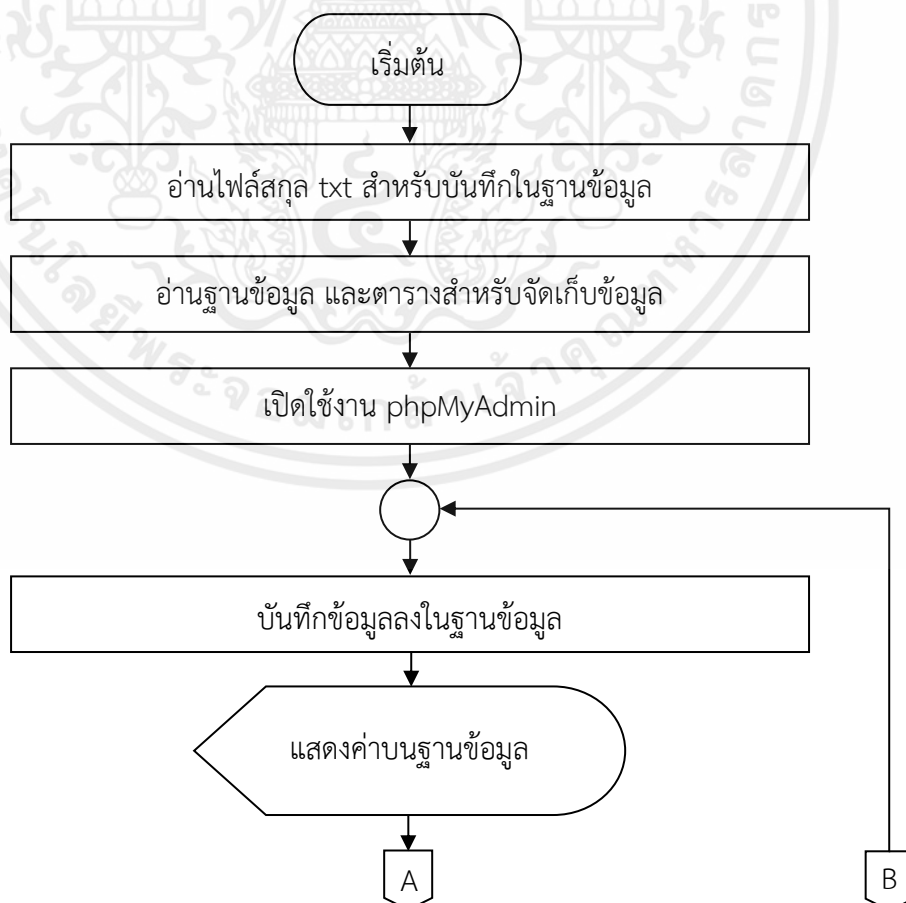 เริ่มต้น
อ่านไฟล์สกุล txt สำหรับบันทึกในฐานข้อมูล
อ่านฐานข้อมูล และตารางสำหรับจัดเก็บข้อมูล
เปิดใช้งาน phpMyAdmin
บันทึกข้อมูลลงในฐานข้อมูล
แสดงค่าบนฐานข้อมูล
A
B